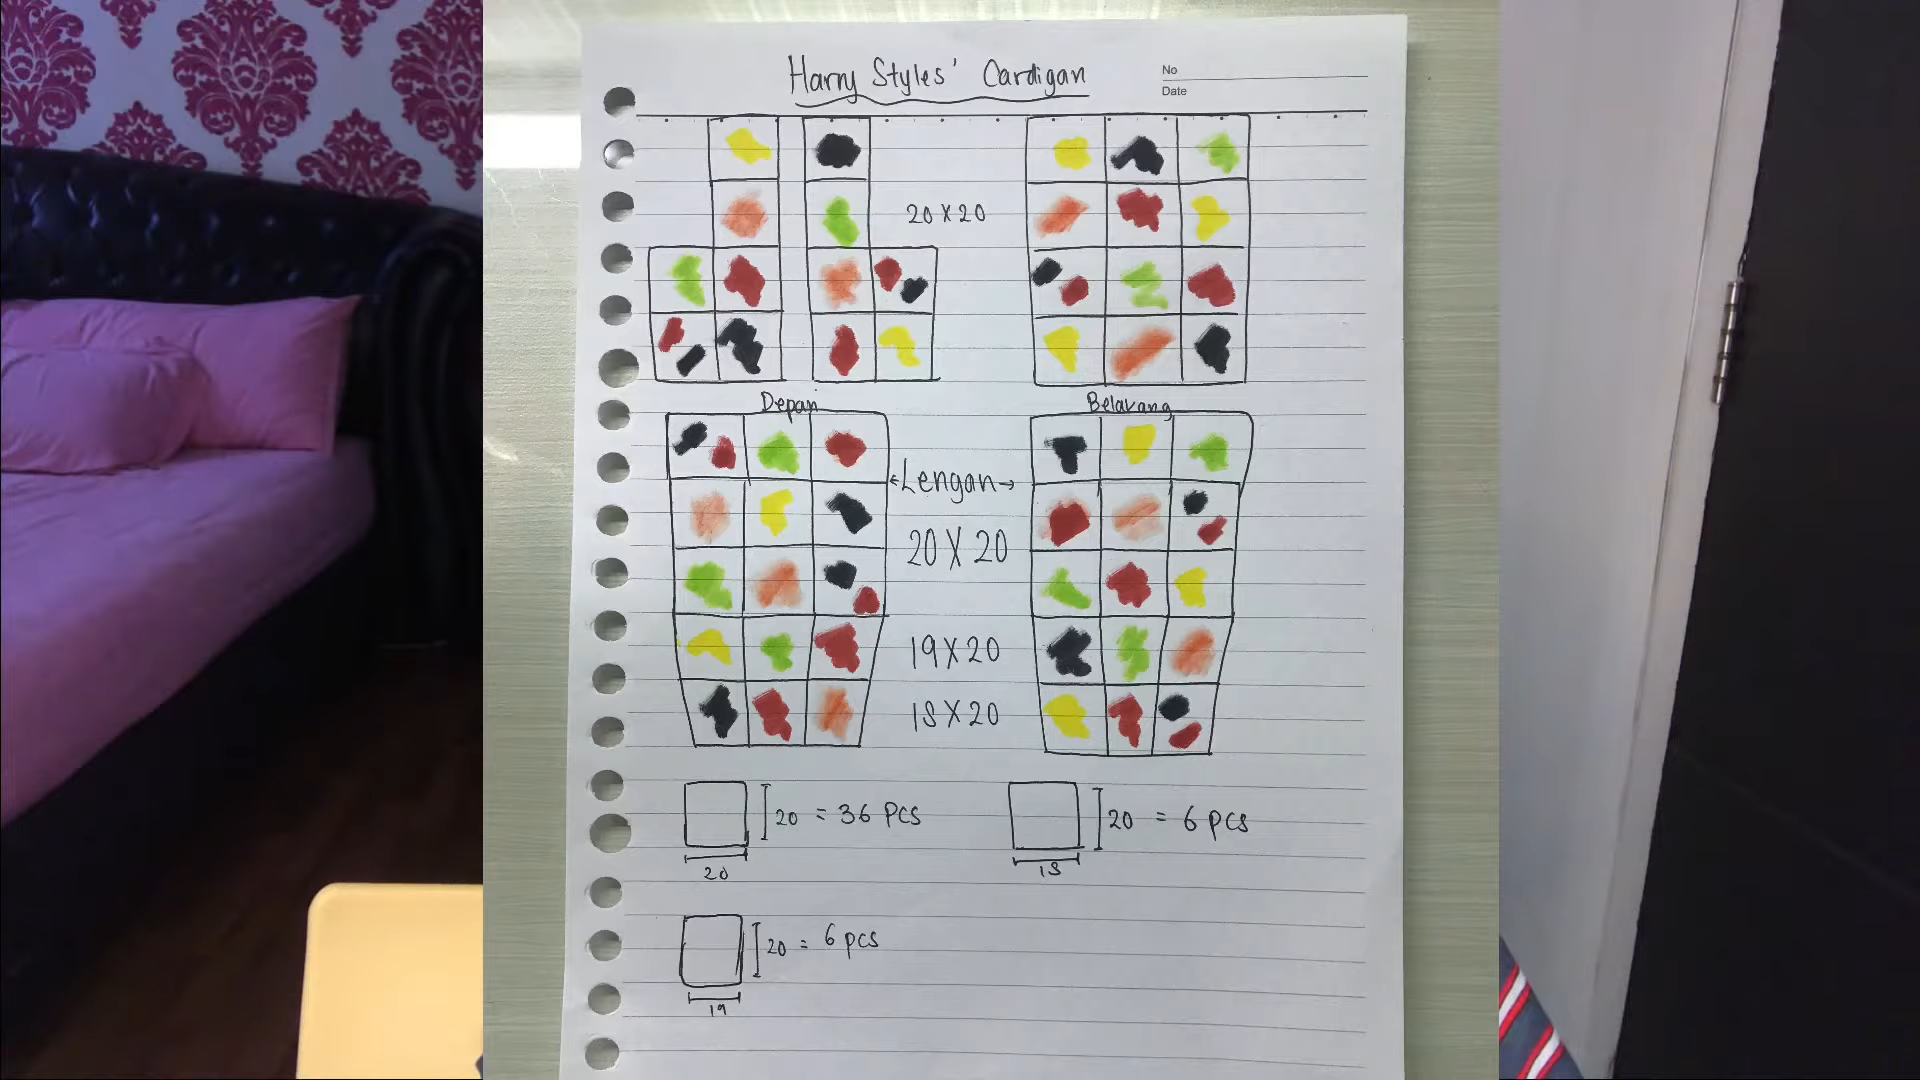 Harry Styles' Cardigan
No
Date
20 X 20
Depan
Belakang
←Lengan→
20 X 20
19 X 20
18 X 20
20 = 36 pcs
20
20 = 6 pcs
18
20 = 6 pcs
19